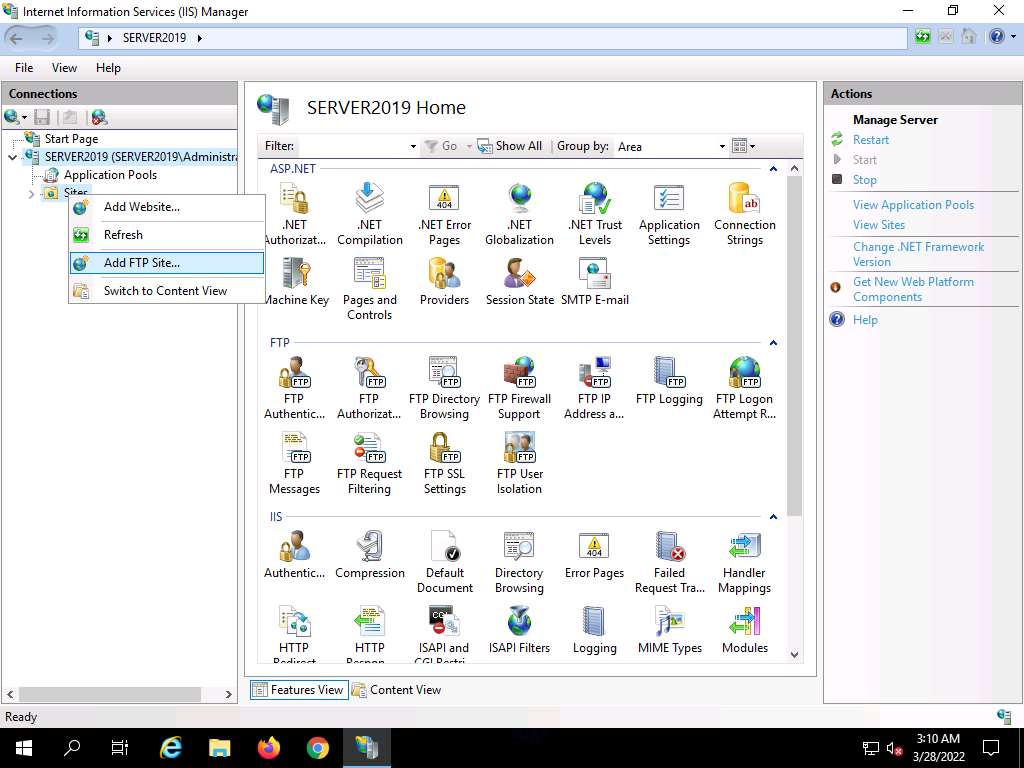 Internet Information Services (IIS) Manager
SERVER2019
File View Help
Connections
Start Page
SERVER2019 (SERVER2019\Administra
Application Pools
Sites
Add Website...
Refresh
Add FTP Site...
Switch to Content View
SERVER2019 Home
Filter: Go Show All Group by: Area
ASP.NET
.NET Authorizat...
.NET Compilation
.NET Error Pages
.NET Globalization
.NET Trust Levels
Application Settings
Connection Strings
Machine Key
Pages and Controls
Providers
Session State
SMTP E-mail
FTP
FTP Authentic...
FTP Authorizat...
FTP Directory Browsing
FTP Firewall Support
FTP IP Address a...
FTP Logging
FTP Logon Attempt R...
FTP Messages
FTP Request Filtering
FTP SSL Settings
FTP User Isolation
IIS
Authentic...
Compression
Default Document
Directory Browsing
Error Pages
Failed Request Tra...
Handler Mappings
HTTP Redirect
HTTP Respon...
ISAPI and CGI Restri...
ISAPI Filters
Logging
MIME Types
Modules
Features View
Content View
Actions
Manage Server
Restart
Start
Stop
View Application Pools
View Sites
Change .NET Framework Version
Get New Web Platform Components
Help
Ready
3:10 AM
3/28/2022